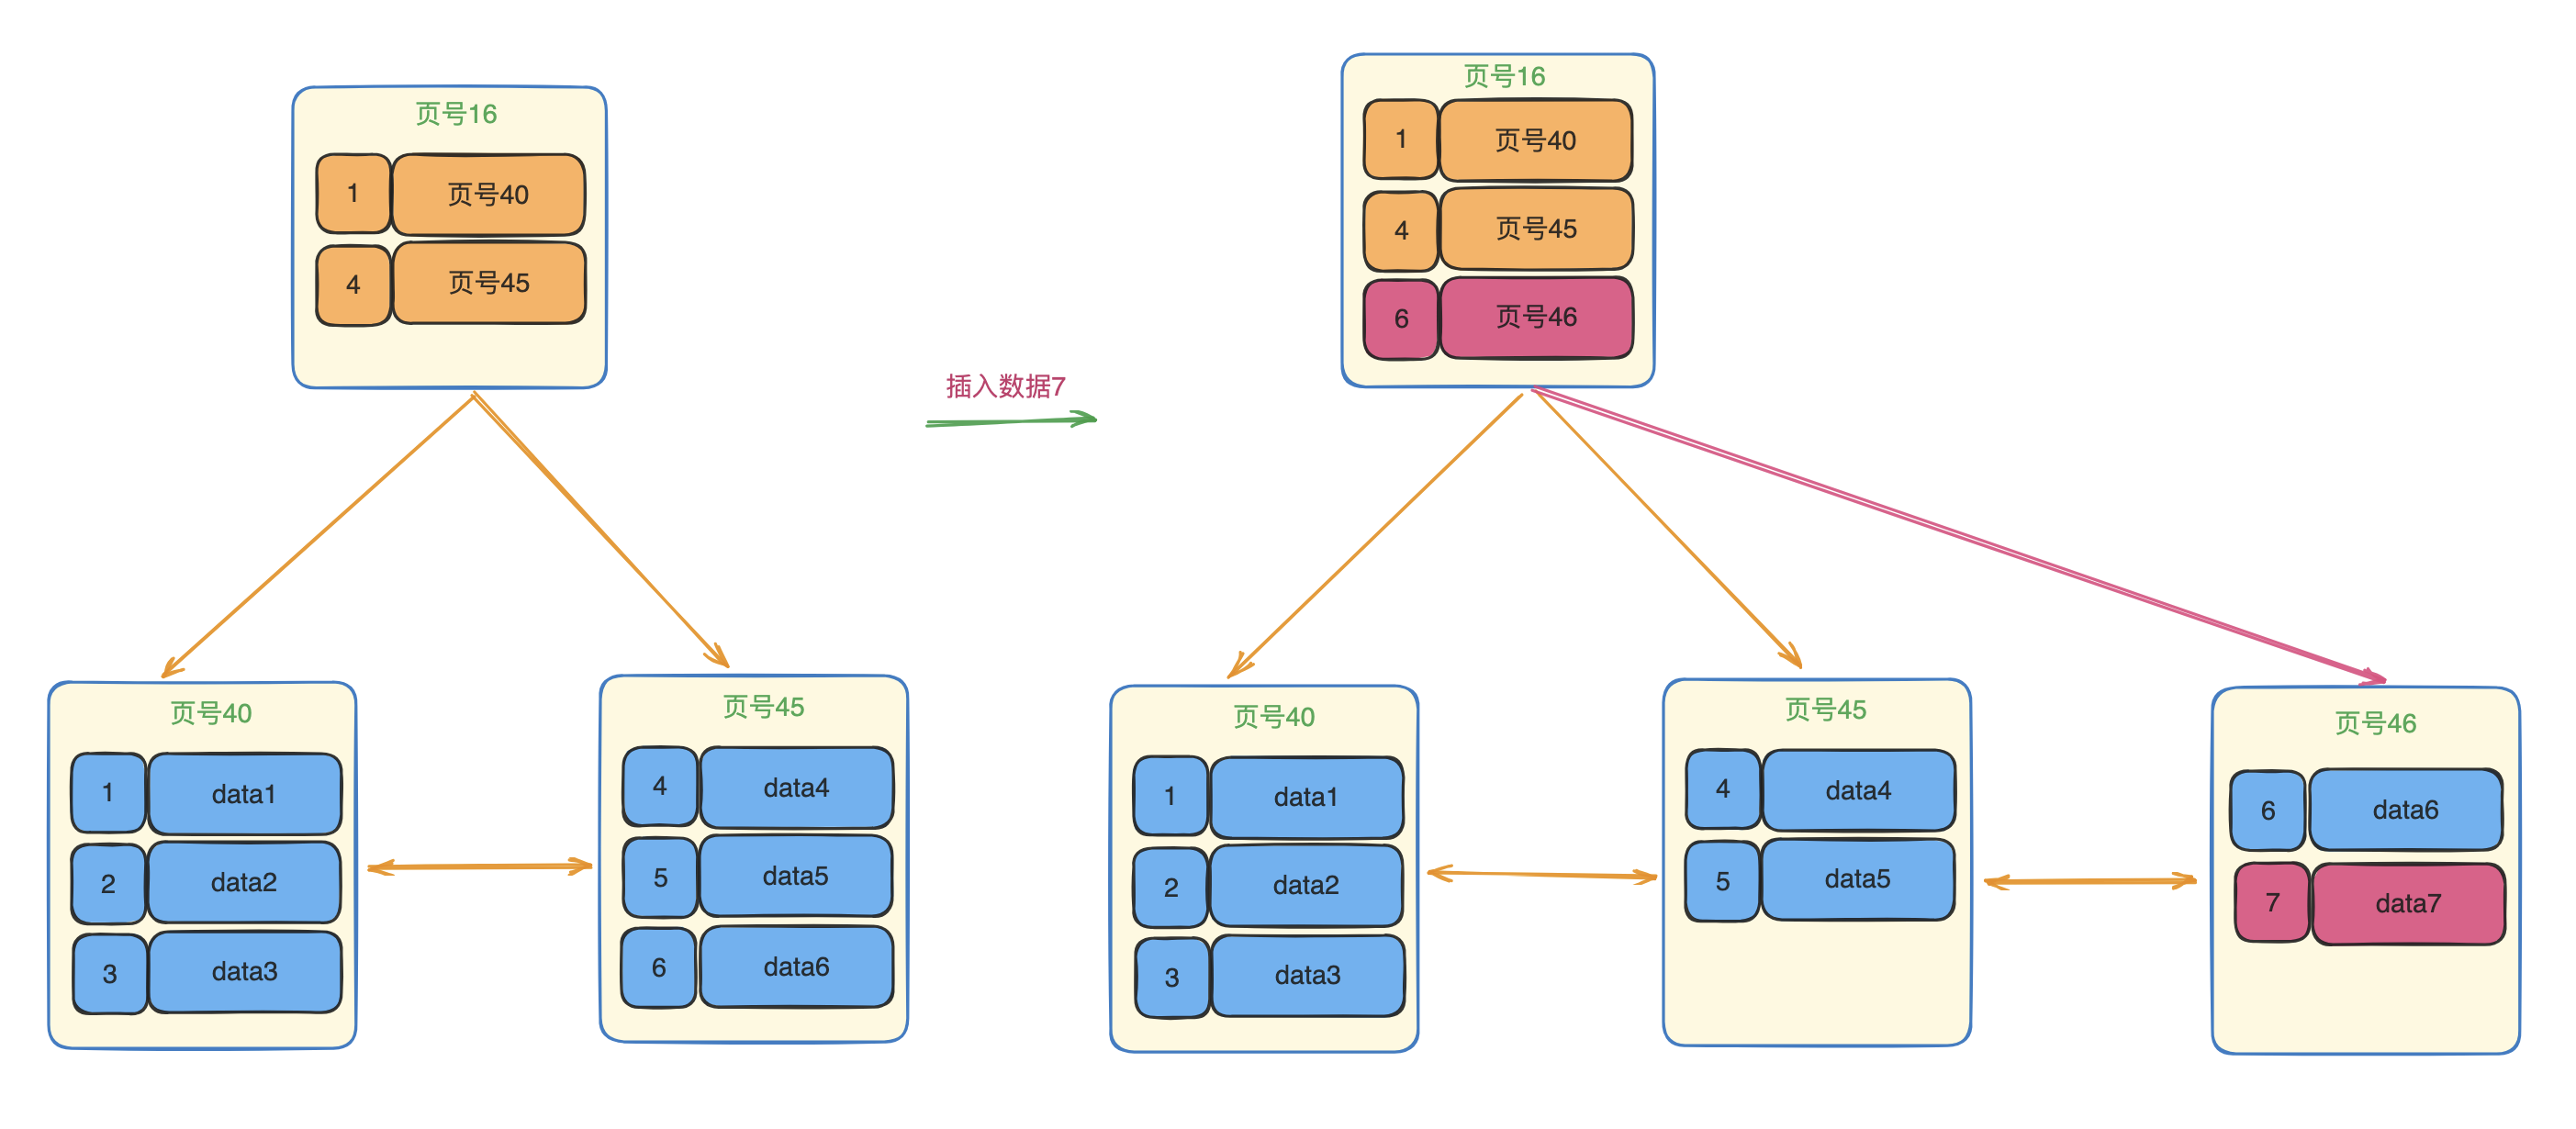 页号16
1 页号40
4 页号45
页号40
1 data1
2 data2
3 data3
页号45
4 data4
5 data5
6 data6
插入数据7
页号16
1 页号40
4 页号45
6 页号46
页号40
1 data1
2 data2
3 data3
页号45
4 data4
5 data5
页号46
6 data6
7 data7